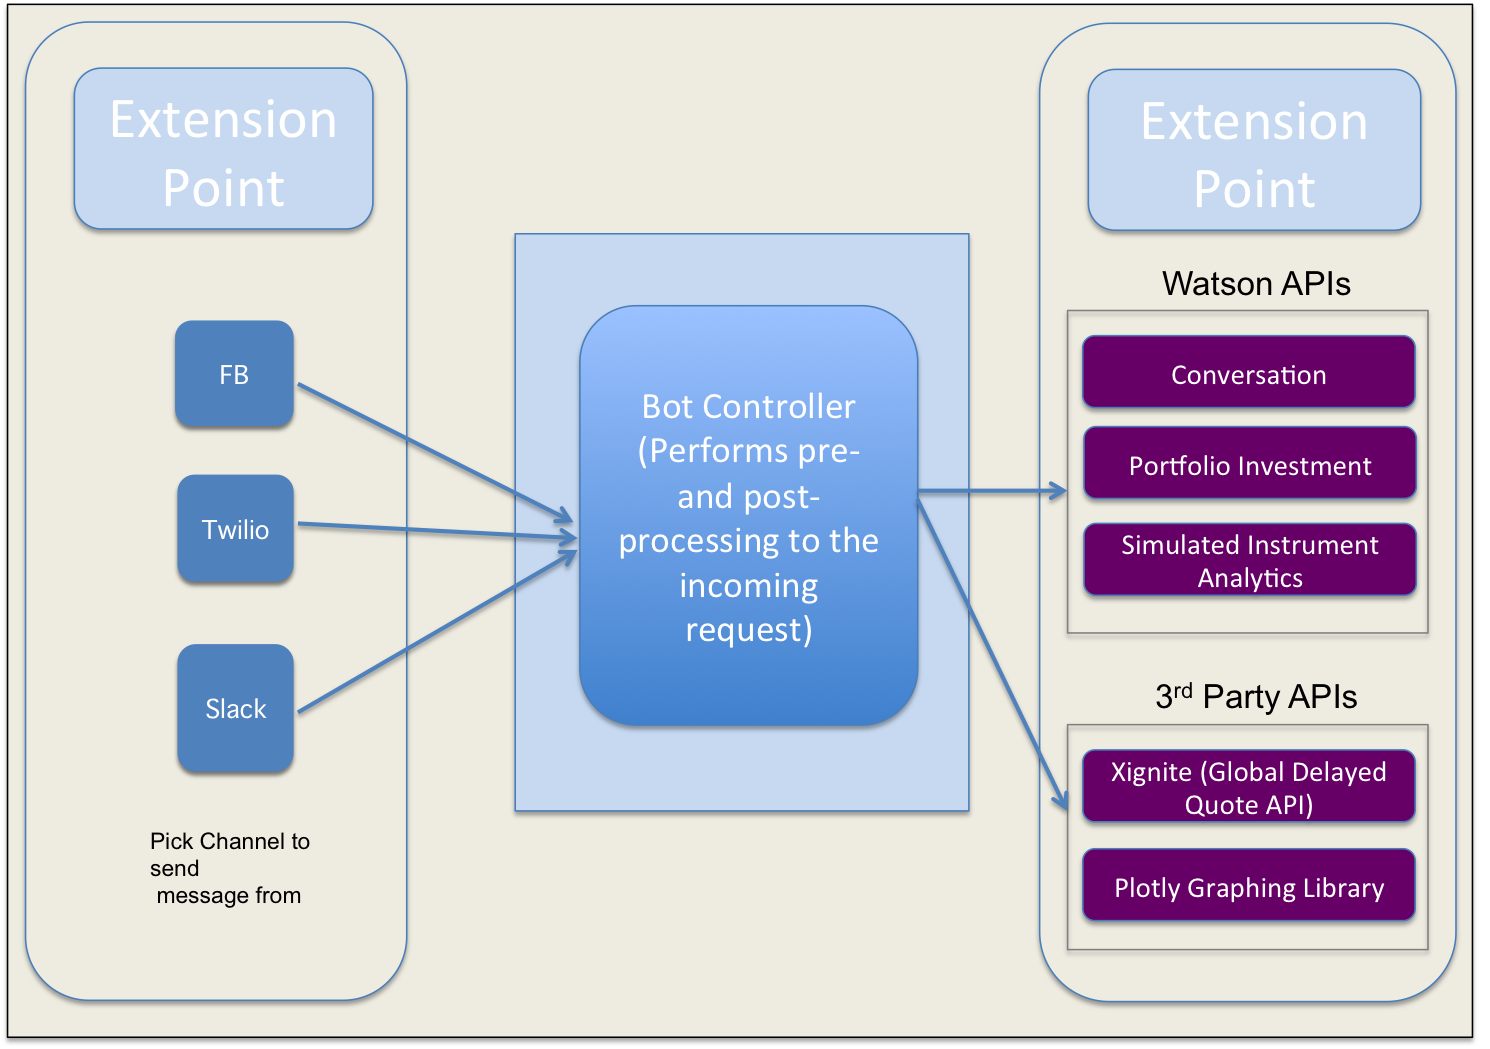 Extension
Point
FB
Twilio
Slack
Pick Channel to
send
message from
Bot Controller
(Performs pre-
and post-
processing to the
incoming
request)
Extension
Point
Watson APIs
Conversation
Portfolio Investment
Simulated Instrument
Analytics
3rd Party APIs
Xignite (Global Delayed
Quote API)
Plotly Graphing Library